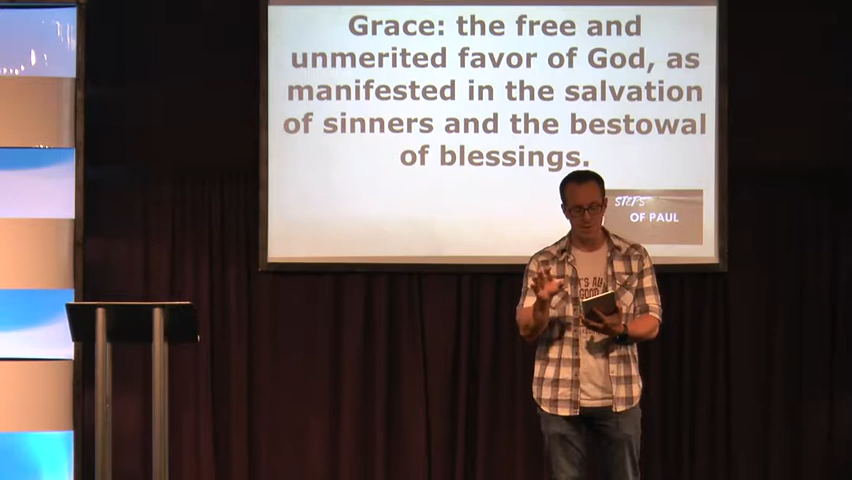 Grace: the free and
unmerited favor of God, as
manifested in the salvation
of sinners and the bestowal
of blessings.
STEPS
OF PAUL
GOOD